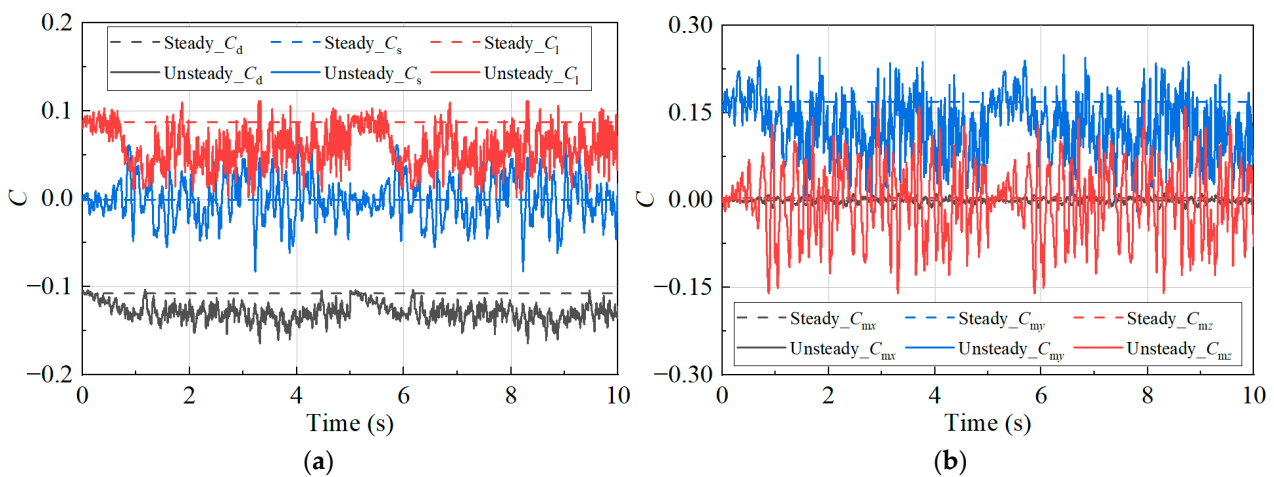 0.2
0.1
0.0
−0.1
−0.2
C
Steady_Cd Steady_Cs Steady_Cl
Unsteady_Cd Unsteady_Cs Unsteady_Cl
0 2 4 6 8 10
Time (s)
(a)
0.30
0.15
0.00
−0.15
−0.30
C
Steady_Cmx Steady_Cmy Steady_Cmz
Unsteady_Cmx Unsteady_Cmy Unsteady_Cmz
0 2 4 6 8 10
Time (s)
(b)